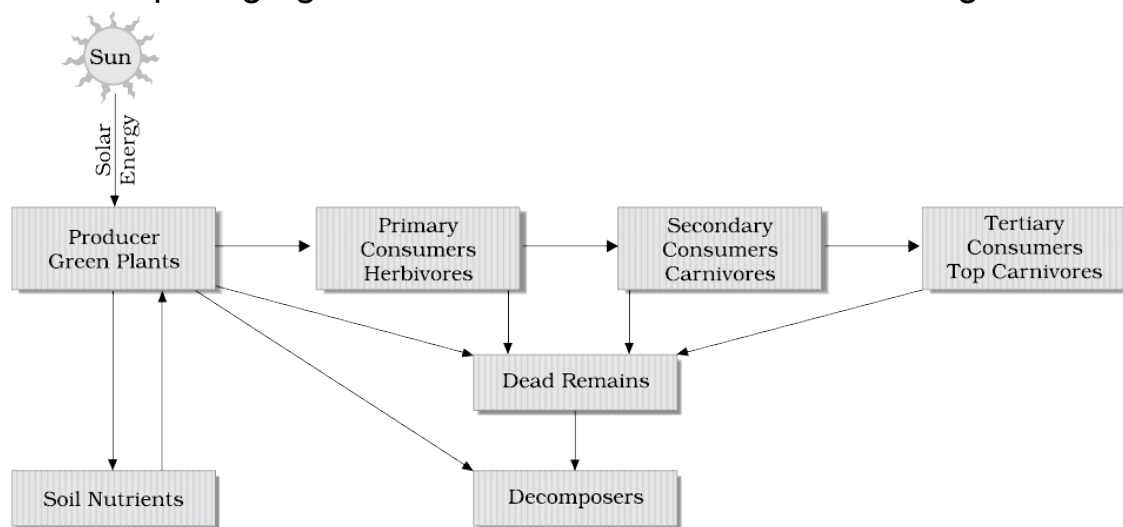 Sun
Solar
Energy
Producer
Green Plants
Primary
Consumers
Herbivores
Secondary
Consumers
Carnivores
Tertiary
Consumers
Top Carnivores
Dead Remains
Soil Nutrients
Decomposers